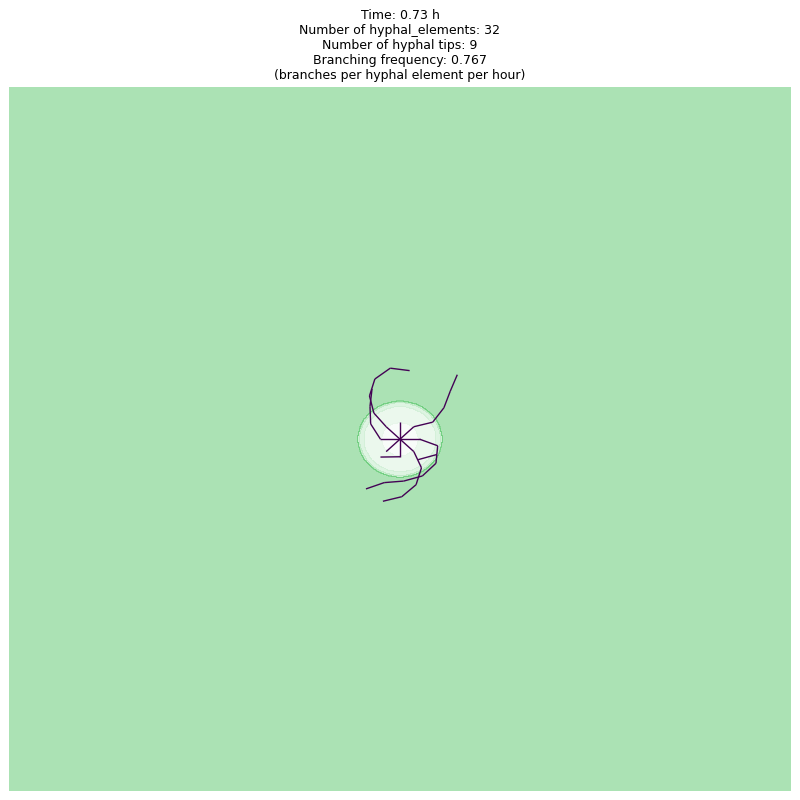 Time: 0.73 h
Number of hyphal_elements: 32
Number of hyphal tips: 9
Branching frequency: 0.767
(branches per hyphal element per hour)